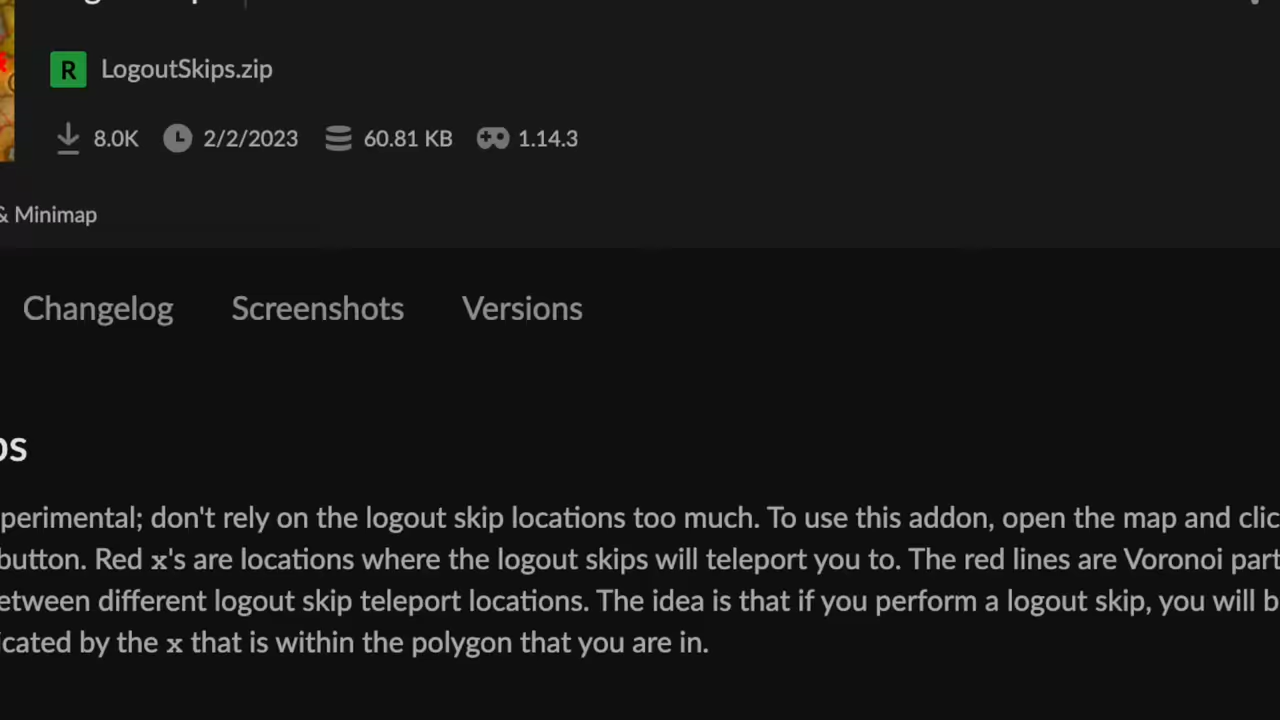 R LogoutSkips.zip
8.0K 2/2/2023 60.81 KB 1.14.3
& Minimap
Changelog Screenshots Versions
perimental; don't rely on the logout skip locations too much. To use this addon, open the map and clic
button. Red x's are locations where the logout skips will teleport you to. The red lines are Voronoi part
etween different logout skip teleport locations. The idea is that if you perform a logout skip, you will b
icated by the x that is within the polygon that you are in.